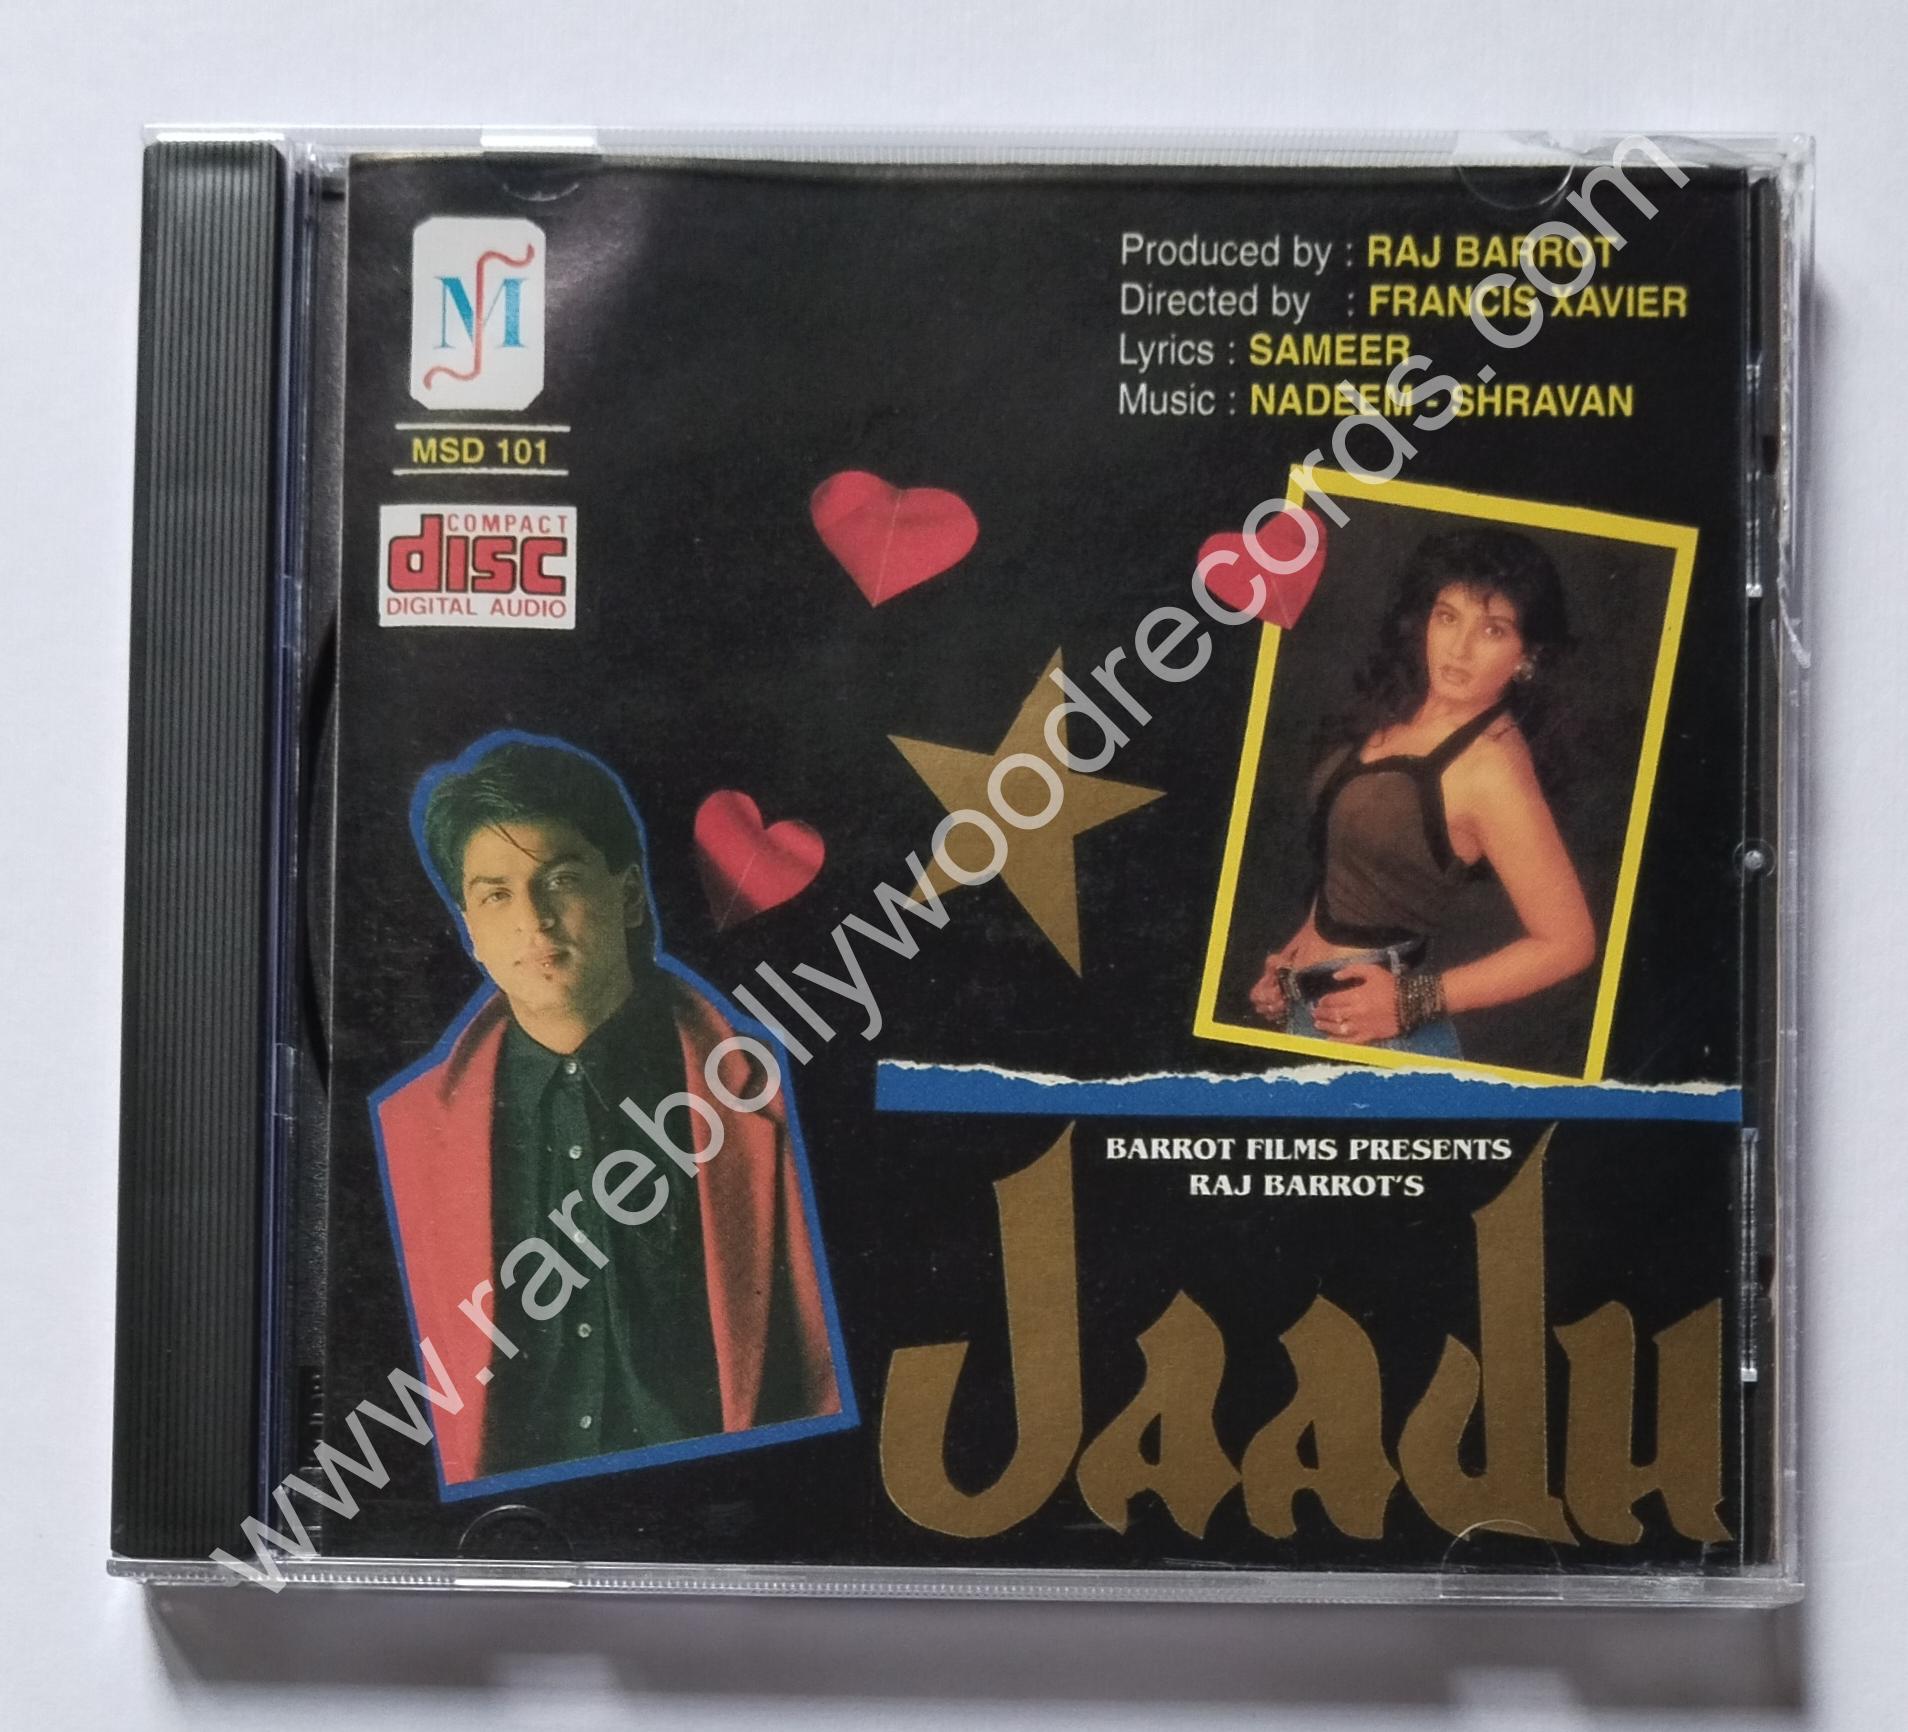 M
MSD 101
COMPACT
disc
DIGITAL AUDIO
Produced by : RAJ BARROT
Directed by : FRANCIS XAVIER
Lyrics : SAMEER
Music : NADEEM - SHRAVAN
BARROT FILMS PRESENTS
RAJ BARROT'S
Jaadu
www.rarebollywoodrecords.com